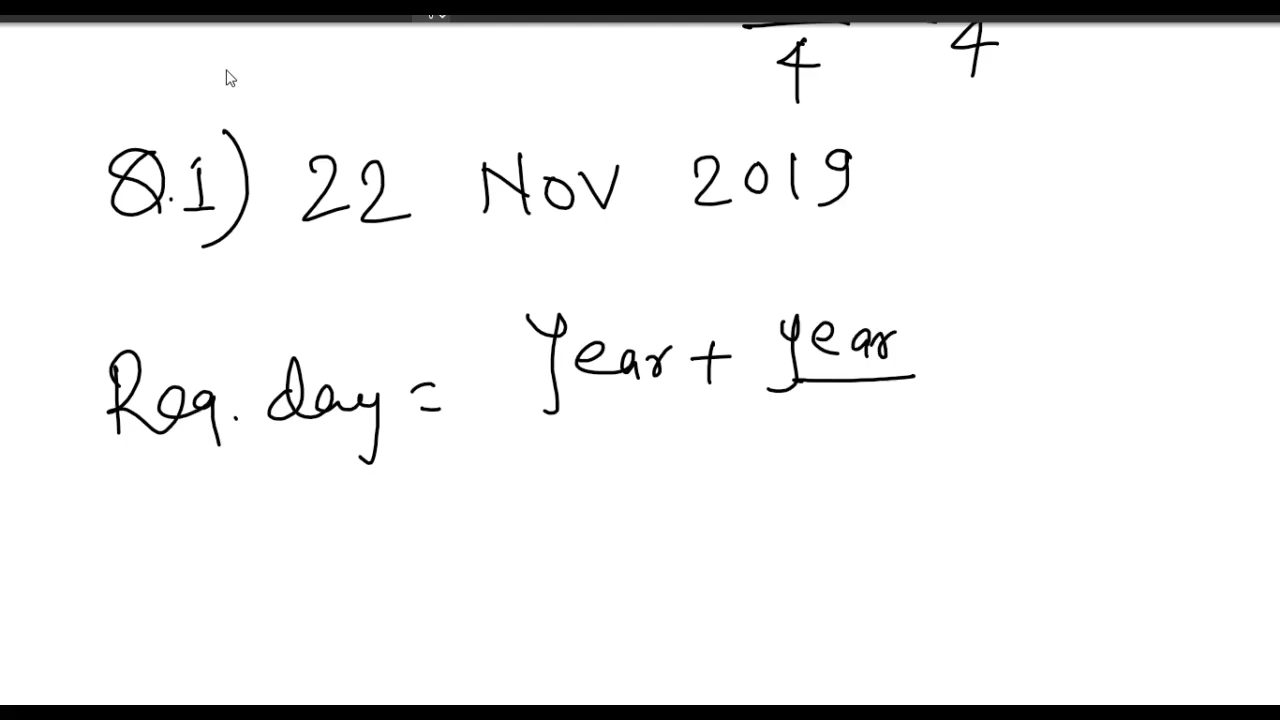 4 4
Q.1) 22 Nov 2019
Req. day = Year + year